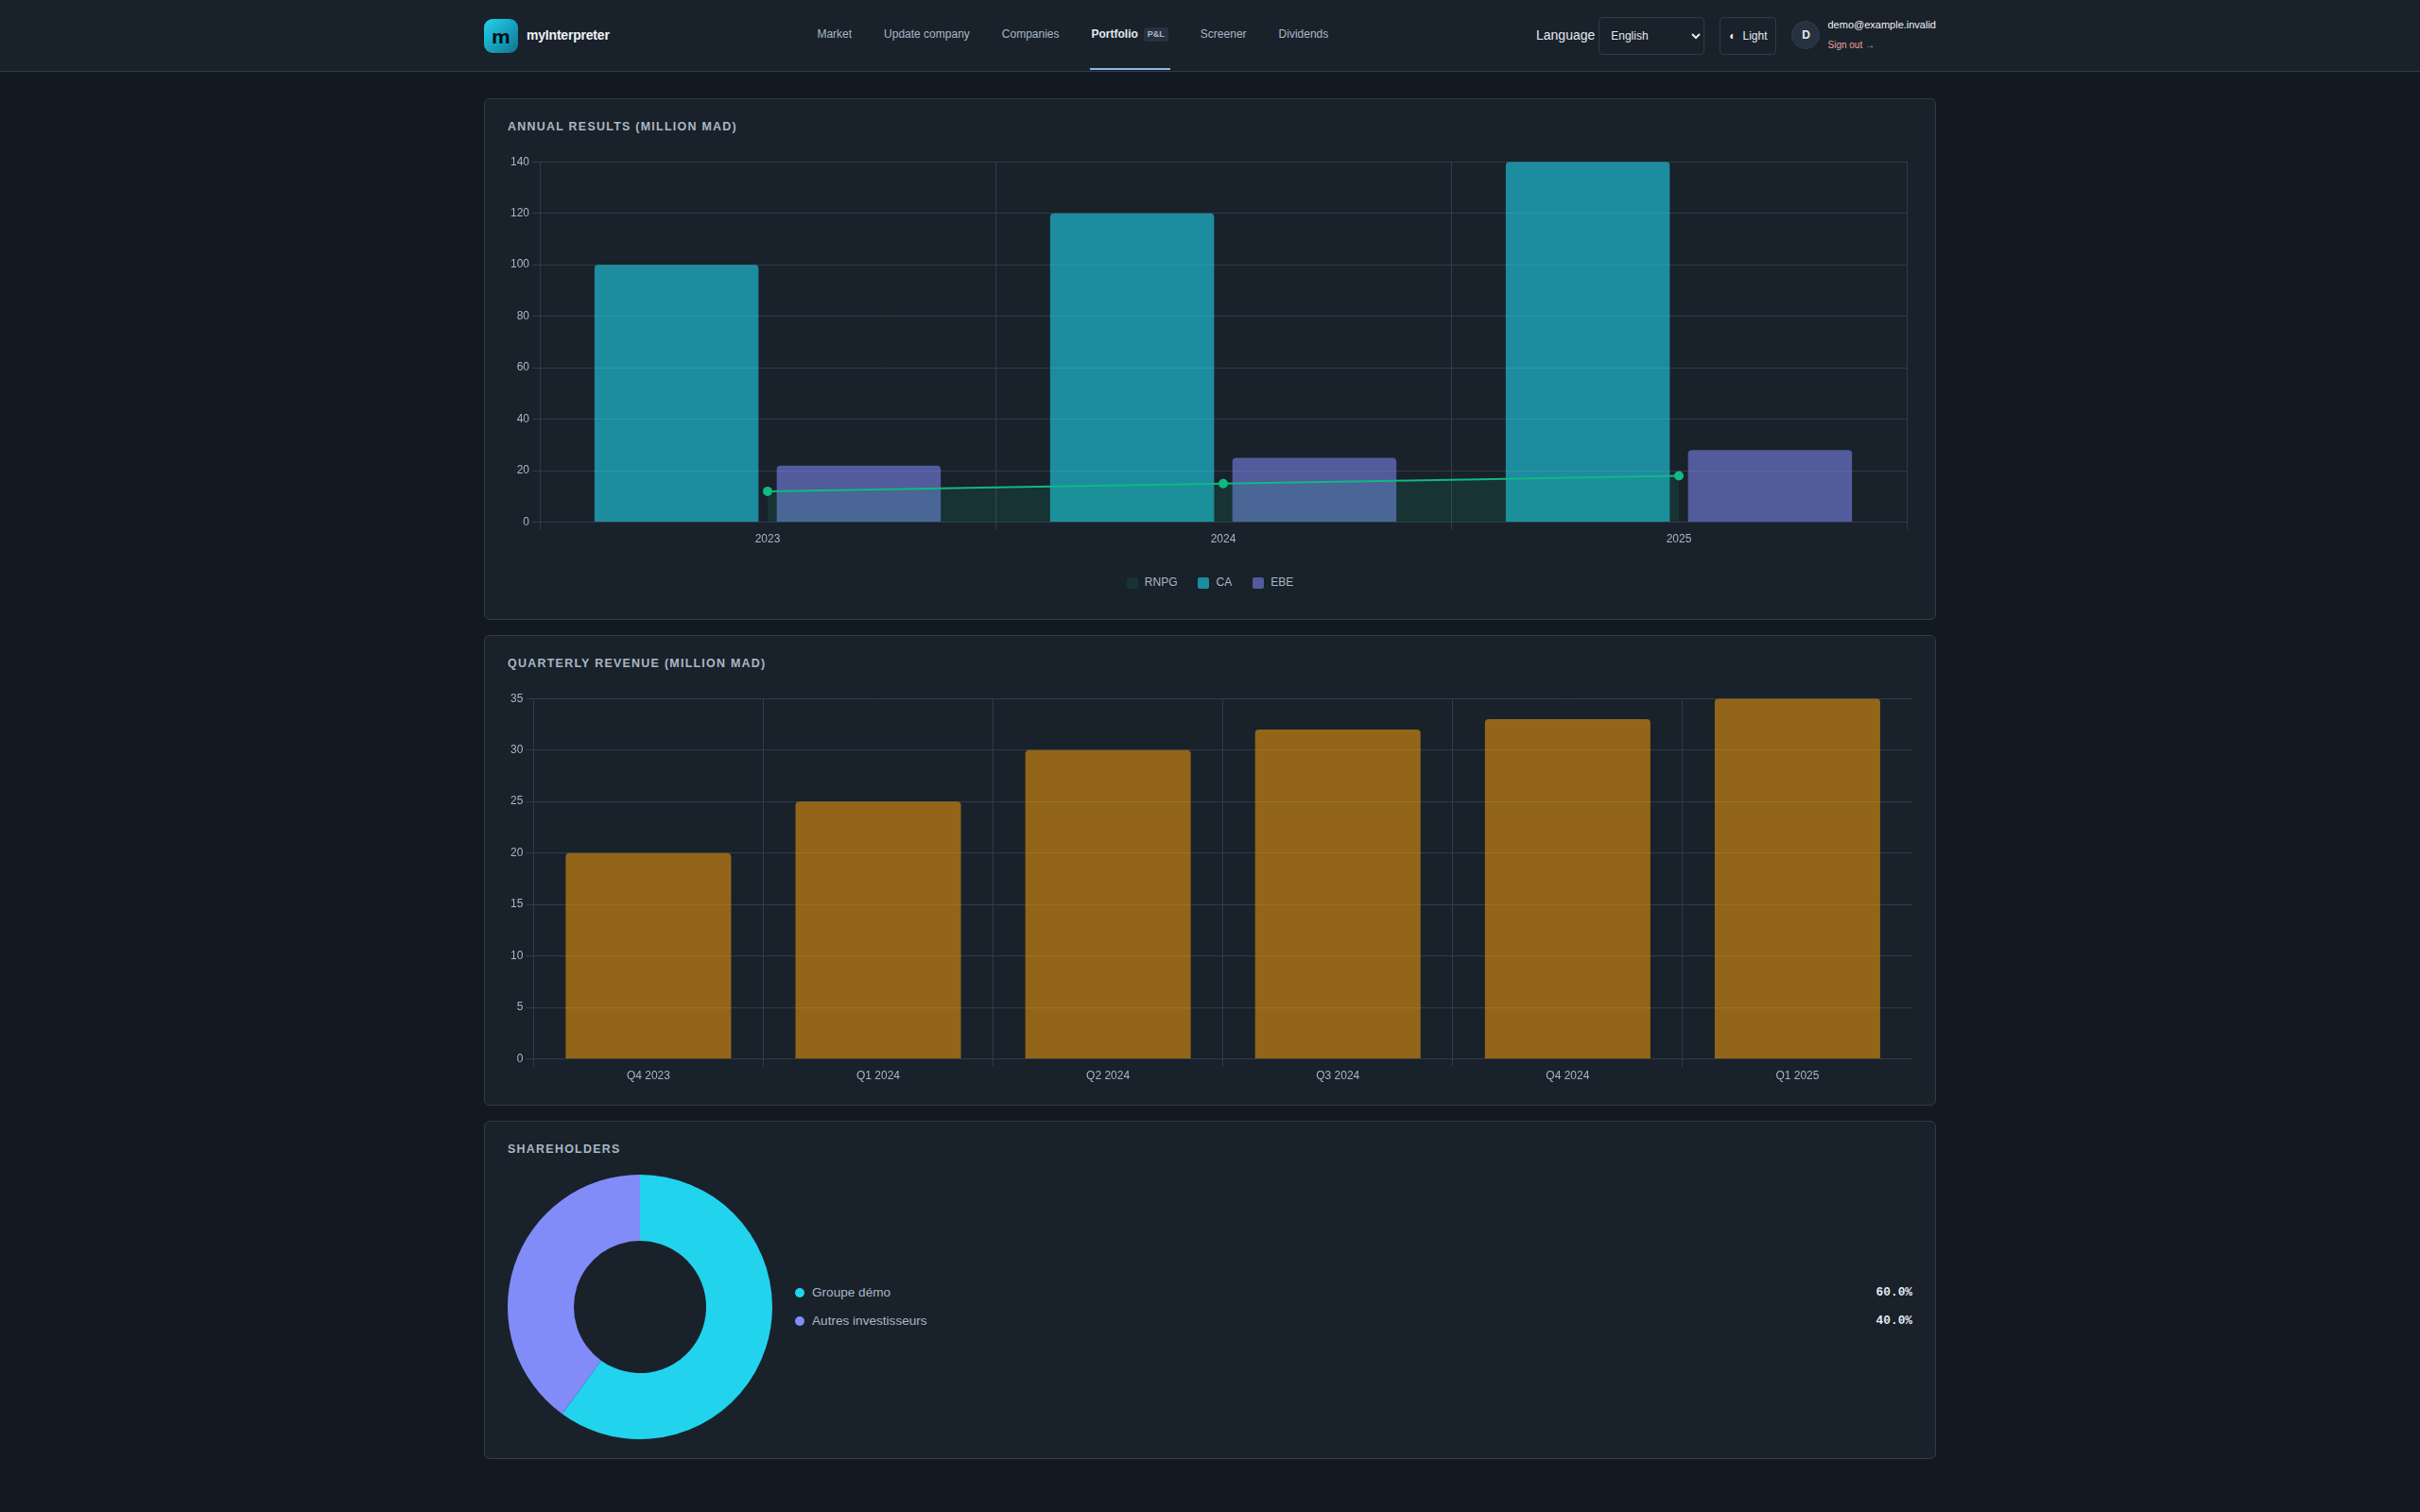 m myInterpreter Market Update company Companies Portfolio P&L Screener Dividends Language English Light D demo@example.invalid
Sign out →
ANNUAL RESULTS (MILLION MAD)
140
120
100
80
60
40
20
0
2023 2024 2025
RNPG CA EBE
QUARTERLY REVENUE (MILLION MAD)
35
30
25
20
15
10
5
0
Q4 2023 Q1 2024 Q2 2024 Q3 2024 Q4 2024 Q1 2025
SHAREHOLDERS
Groupe démo 60.0%
Autres investisseurs 40.0%